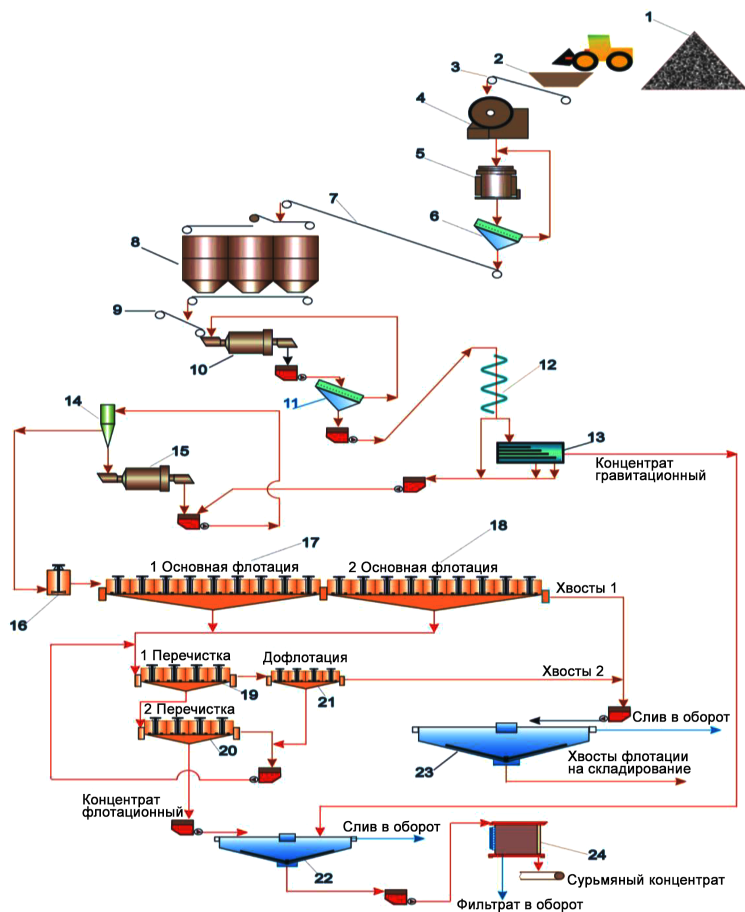 1
2
3
4
5
6
7
8
9
10
11
12
13
14
Концентрат
гравитационный
15
17
18
1 Основная флотация
2 Основная флотация
Хвосты 1
16
1 Перечистка
Дофлотация
Хвосты 2
19
21
2 Перечистка
Слив в оборот
20
23
Хвосты флотации
на складирование
Концентрат
флотационный
Слив в оборот
22
24
Сурьмяный концентрат
Фильтрат в оборот